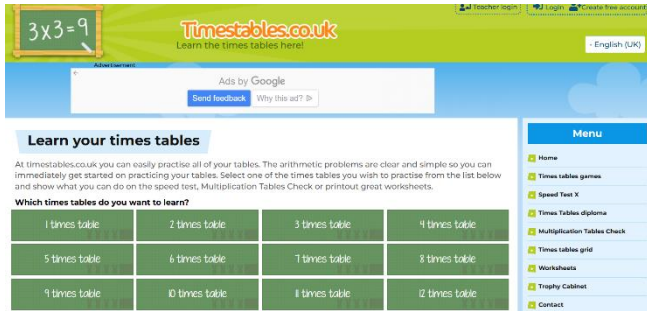 Teacher login
Login
Create free account
3x3=9
Timestables.co.uk
Learn the times tables here!
- English (UK)
Advertisement
Ads by Google
Send feedback
Why this ad?
Learn your times tables
At timestables.co.uk you can easily practise all of your tables. The arithmetic problems are clear and simple so you can
immediately get started on practicing your tables. Select one of the times tables you wish to practise from the list below
and show what you can do on the speed test, Multiplication Tables Check or printout great worksheets.
Which times tables do you want to learn?
1 times table
2 times table
3 times table
4 times table
5 times table
6 times table
7 times table
8 times table
9 times table
10 times table
11 times table
12 times table
Menu
Home
Times tables games
Speed Test X
Times Tables diploma
Multiplication Tables Check
Times tables grid
Worksheets
Trophy Cabinet
Contact